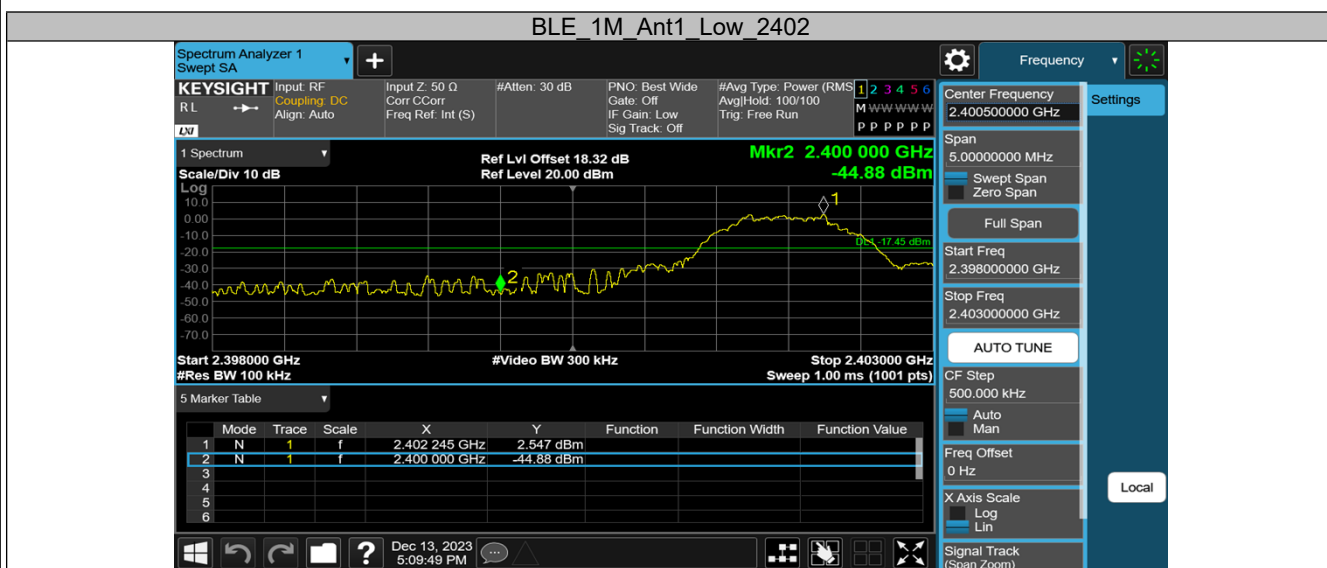 BLE_1M_Ant1_Low_2402
Spectrum Analyzer 1
Swept SA
Frequency
KEYSIGHT
RL
LXI
Input: RF
Coupling: DC
Align: Auto
Input Z: 50 Ω
Corr CCorr
Freq Ref: Int (S)
#Atten: 30 dB
PNO: Best Wide
Gate: Off
IF Gain: Low
Sig Track: Off
#Avg Type: Power (RMS
Avg|Hold: 100/100
Trig: Free Run
1 2 3 4 5 6
M W W W W W
P P P P P P
1 Spectrum
Scale/Div 10 dB
Ref Lvl Offset 18.32 dB
Ref Level 20.00 dBm
Mkr2 2.400 000 GHz
-44.88 dBm
Log
10.0
0.00
-10.0
-20.0
-30.0
-40.0
-50.0
-60.0
-70.0
1
2
DL1 -17.45 dBm
Start 2.398000 GHz
#Res BW 100 kHz
#Video BW 300 kHz
Stop 2.403000 GHz
Sweep 1.00 ms (1001 pts)
5 Marker Table
Mode Trace Scale X Y Function Function Width Function Value
1 N 1 f 2.402 245 GHz 2.547 dBm
2 N 1 f 2.400 000 GHz -44.88 dBm
3
4
5
6
Dec 13, 2023
5:09:49 PM
Center Frequency
2.400500000 GHz
Settings
Span
5.00000000 MHz
Swept Span
Zero Span
Full Span
Start Freq
2.398000000 GHz
Stop Freq
2.403000000 GHz
AUTO TUNE
CF Step
500.000 kHz
Auto
Man
Freq Offset
0 Hz
Local
X Axis Scale
Log
Lin
Signal Track
(Span Zoom)